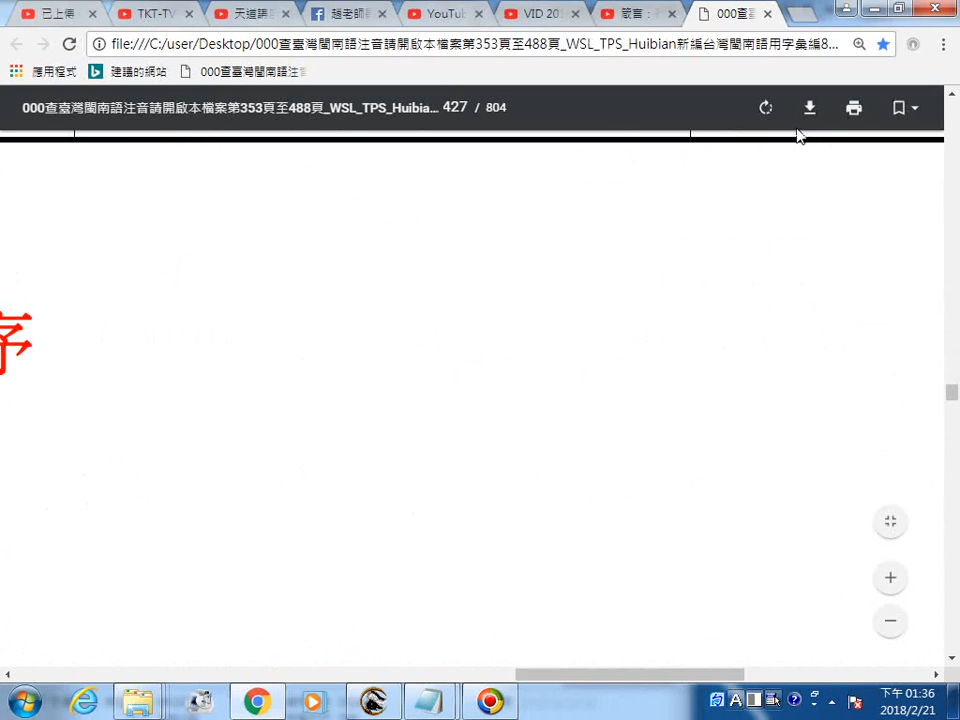 已上傳
TKT-TV
天道講
趙老師
YouTub
VID 201
箴言：
000查臺
file:///C:/user/Desktop/000查臺灣閩南語注音請開啟本檔案第353頁至488頁_WSL_TPS_Huibian新編台灣閩南語用字彙編8...
應用程式
建議的網站
000查臺灣閩南語注音
000查臺灣閩南語注音請開啟本檔案第353頁至488頁_WSL_TPS_Huibia... 427 / 804
序
下午 01:36
2018/2/21